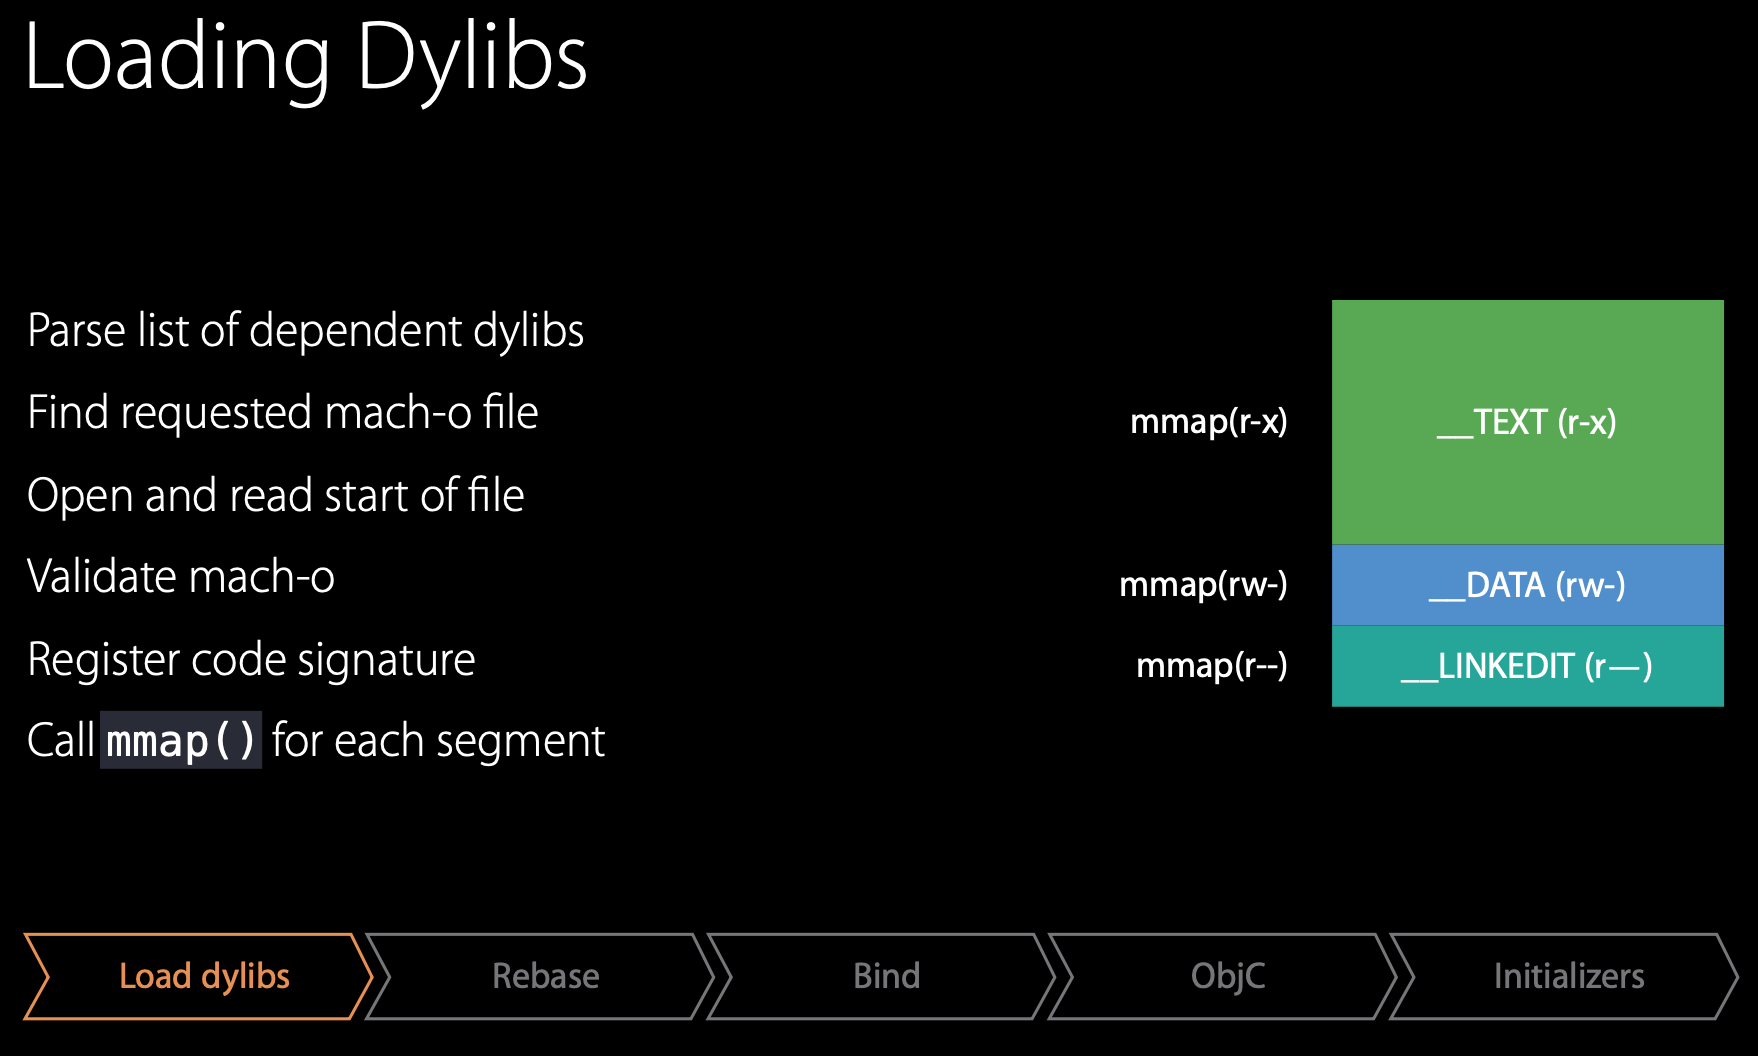 Loading Dylibs
Parse list of dependent dylibs
Find requested mach-o file
Open and read start of file
Validate mach-o
Register code signature
Call mmap() for each segment
mmap(r-x)
__TEXT (r-x)
mmap(rw-)
__DATA (rw-)
mmap(r--)
__LINKEDIT (r—)
Load dylibs
Rebase
Bind
ObjC
Initializers